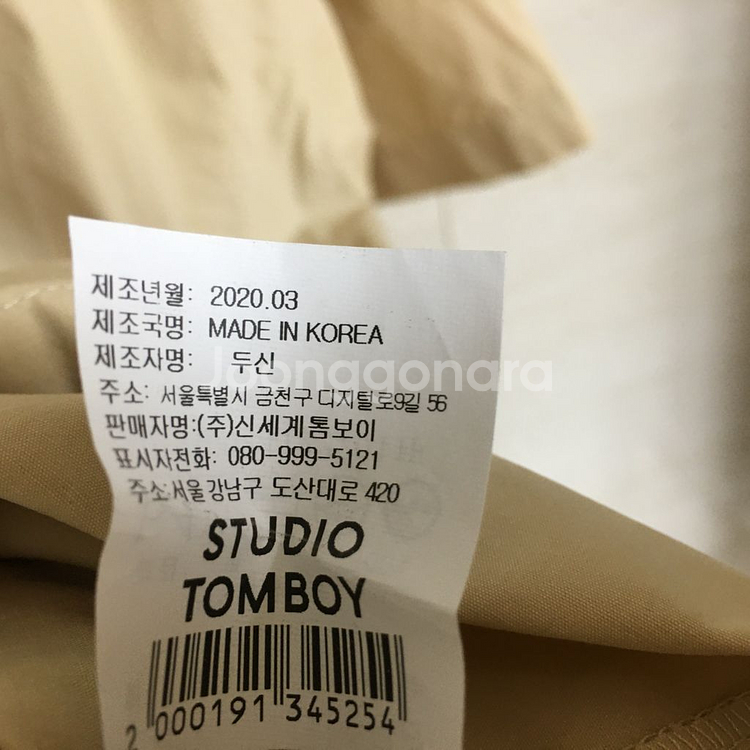 제조년월: 2020.03
제조국명: MADE IN KOREA
제조자명: 두신
joonggonara
주소: 서울특별시 금천구 디지털로9길 56
판매자명:(주)신세계톰보이
표시자전화: 080-999-5121
주소:서울강남구 도산대로 420
STUDIO
TOMBOY
2 000191 345254